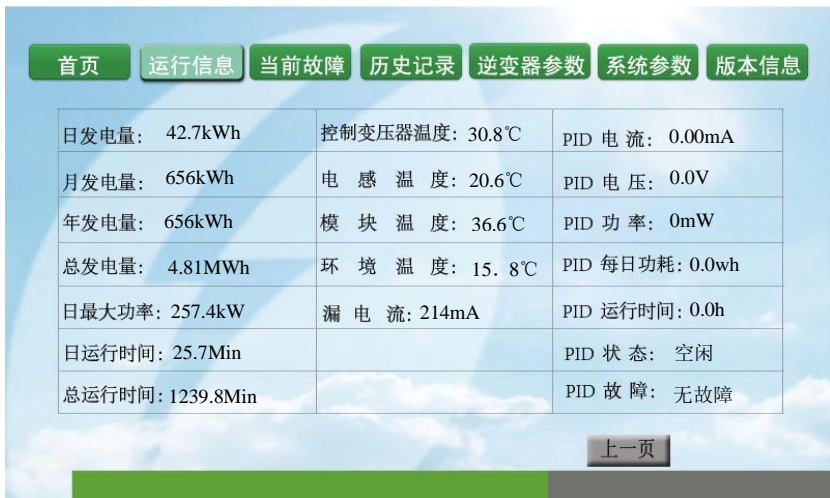 首页 运行信息 当前故障 历史记录 逆变器参数 系统参数 版本信息
日发电量: 42.7kWh 控制变压器温度: 30.8℃ PID 电 流: 0.00mA
月发电量: 656kWh 电 感 温 度: 20.6℃ PID 电 压: 0.0V
年发电量: 656kWh 模 块 温 度: 36.6℃ PID 功 率: 0mW
总发电量: 4.81MWh 环 境 温 度: 15. 8℃ PID 每日功耗: 0.0wh
日最大功率: 257.4kW 漏 电 流: 214mA PID 运行时间: 0.0h
日运行时间: 25.7Min PID 状 态: 空闲
总运行时间: 1239.8Min PID 故 障: 无故障
上一页